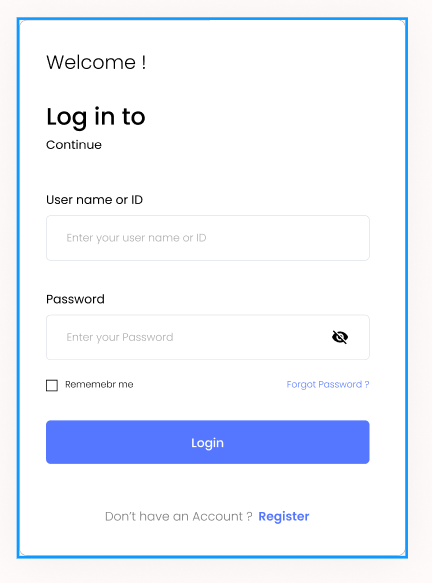 Welcome !
Log in to
Continue
User name or ID
Enter your user name or ID
Password
Enter your Password
Rememebr me
Forgot Password ?
Login
Don't have an Account ? Register